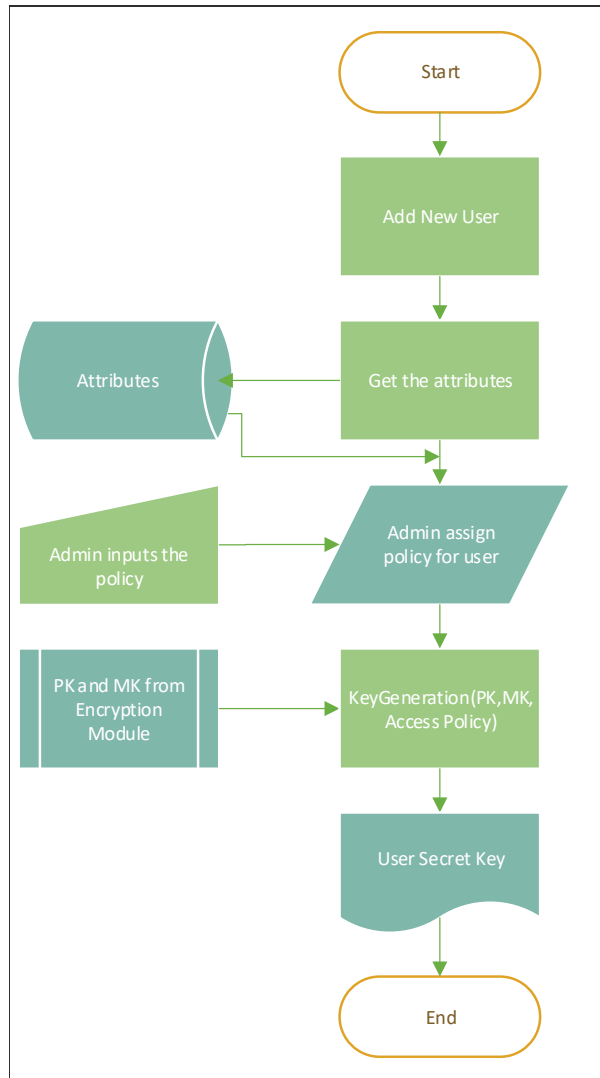 Start
Add New User
Attributes
Get the attributes
Admin inputs the
policy
Admin assign
policy for user
PK and MK from
Encryption
Module
KeyGeneration(PK,MK,
Access Policy)
User Secret Key
End